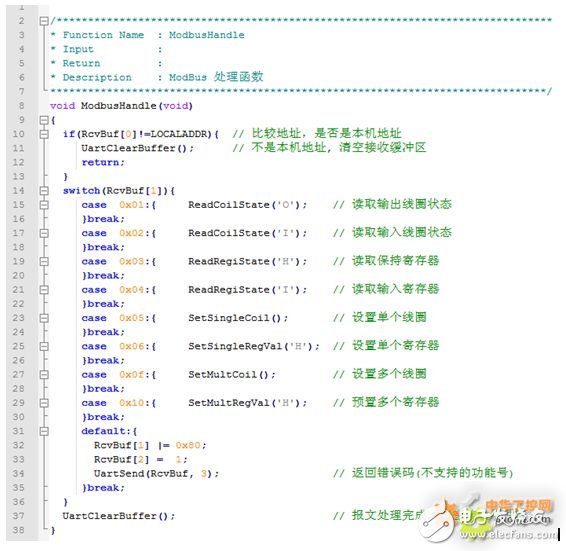 1
2 /***************************************************************************
3 * Function Name : ModbusHandle
4 * Input :
5 * Return :
6 * Description : ModBus 处理函数
7 ***************************************************************************/
8 void ModbusHandle(void)
9 {
10 if(RcvBuf[0]!=LOCALADDR){ // 比较地址，是否是本机地址
11 UartClearBuffer(); // 不是本机地址，清空接收缓冲区
12 return;
13 }
14 switch(RcvBuf[1]){
15 case 0x01:{ ReadCoilState('O'); // 读取输出线圈状态
16 }break;
17 case 0x02:{ ReadCoilState('I'); // 读取输入线圈状态
18 }break;
19 case 0x03:{ ReadRegiState('H'); // 读取保持寄存器
20 }break;
21 case 0x04:{ ReadRegiState('I'); // 读取输入寄存器
22 }break;
23 case 0x05:{ SetSingleCoil(); // 设置单个线圈
24 }break;
25 case 0x06:{ SetSingleRegVal('H'); // 设置单个寄存器
26 }break;
27 case 0x0f:{ SetMultCoil(); // 设置多个线圈
28 }break;
29 case 0x10:{ SetMultRegVal('H'); // 预置多个寄存器
30 }break;
31 default:{
32 RcvBuf[1] |= 0x80;
33 RcvBuf[2] = 1;
34 UartSend(RcvBuf, 3); // 返回错误码(不支持的功能号)
35 }break;
36 }
37 UartClearBuffer(); // 报文处理完成
38 }
电子发烧友
www.elecfans.com